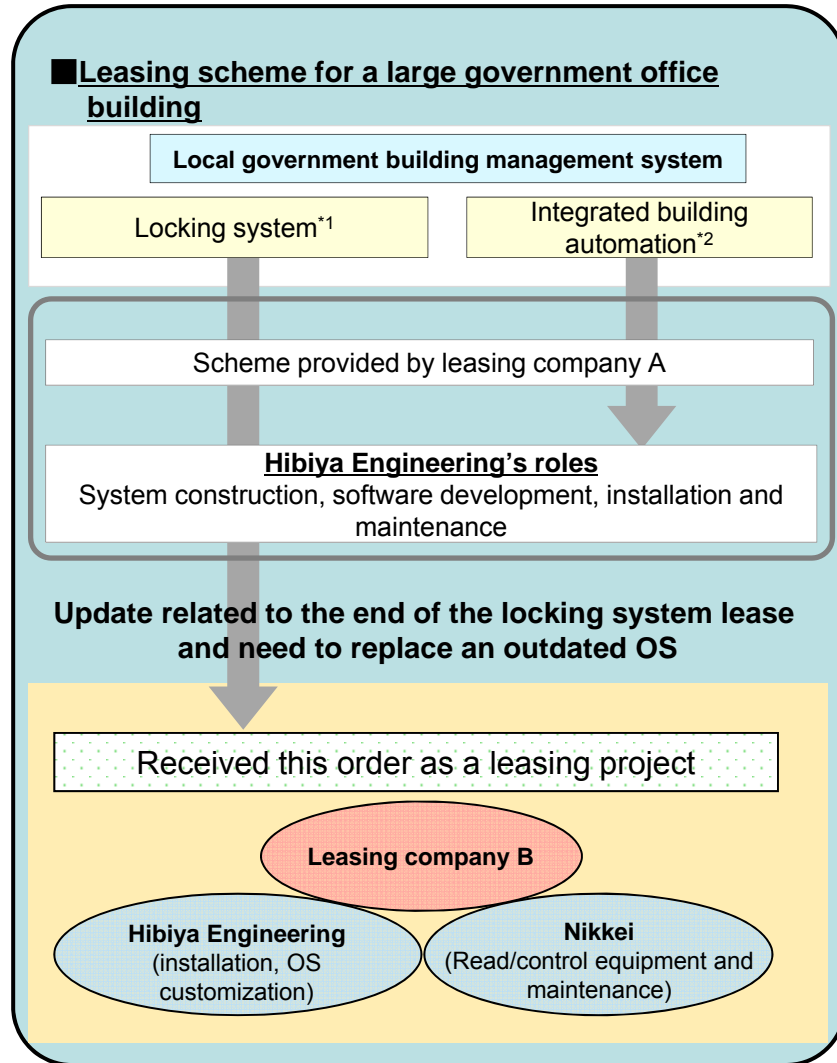 ■Leasing scheme for a large government office
building
Local government building management system
Locking system*1
Integrated building
automation*2
Scheme provided by leasing company A
Hibiya Engineering's roles
System construction, software development, installation and
maintenance
Update related to the end of the locking system lease
and need to replace an outdated OS
Received this order as a leasing project
Leasing company B
Hibiya Engineering
(installation, OS
customization)
Nikkei
(Read/control equipment and
maintenance)